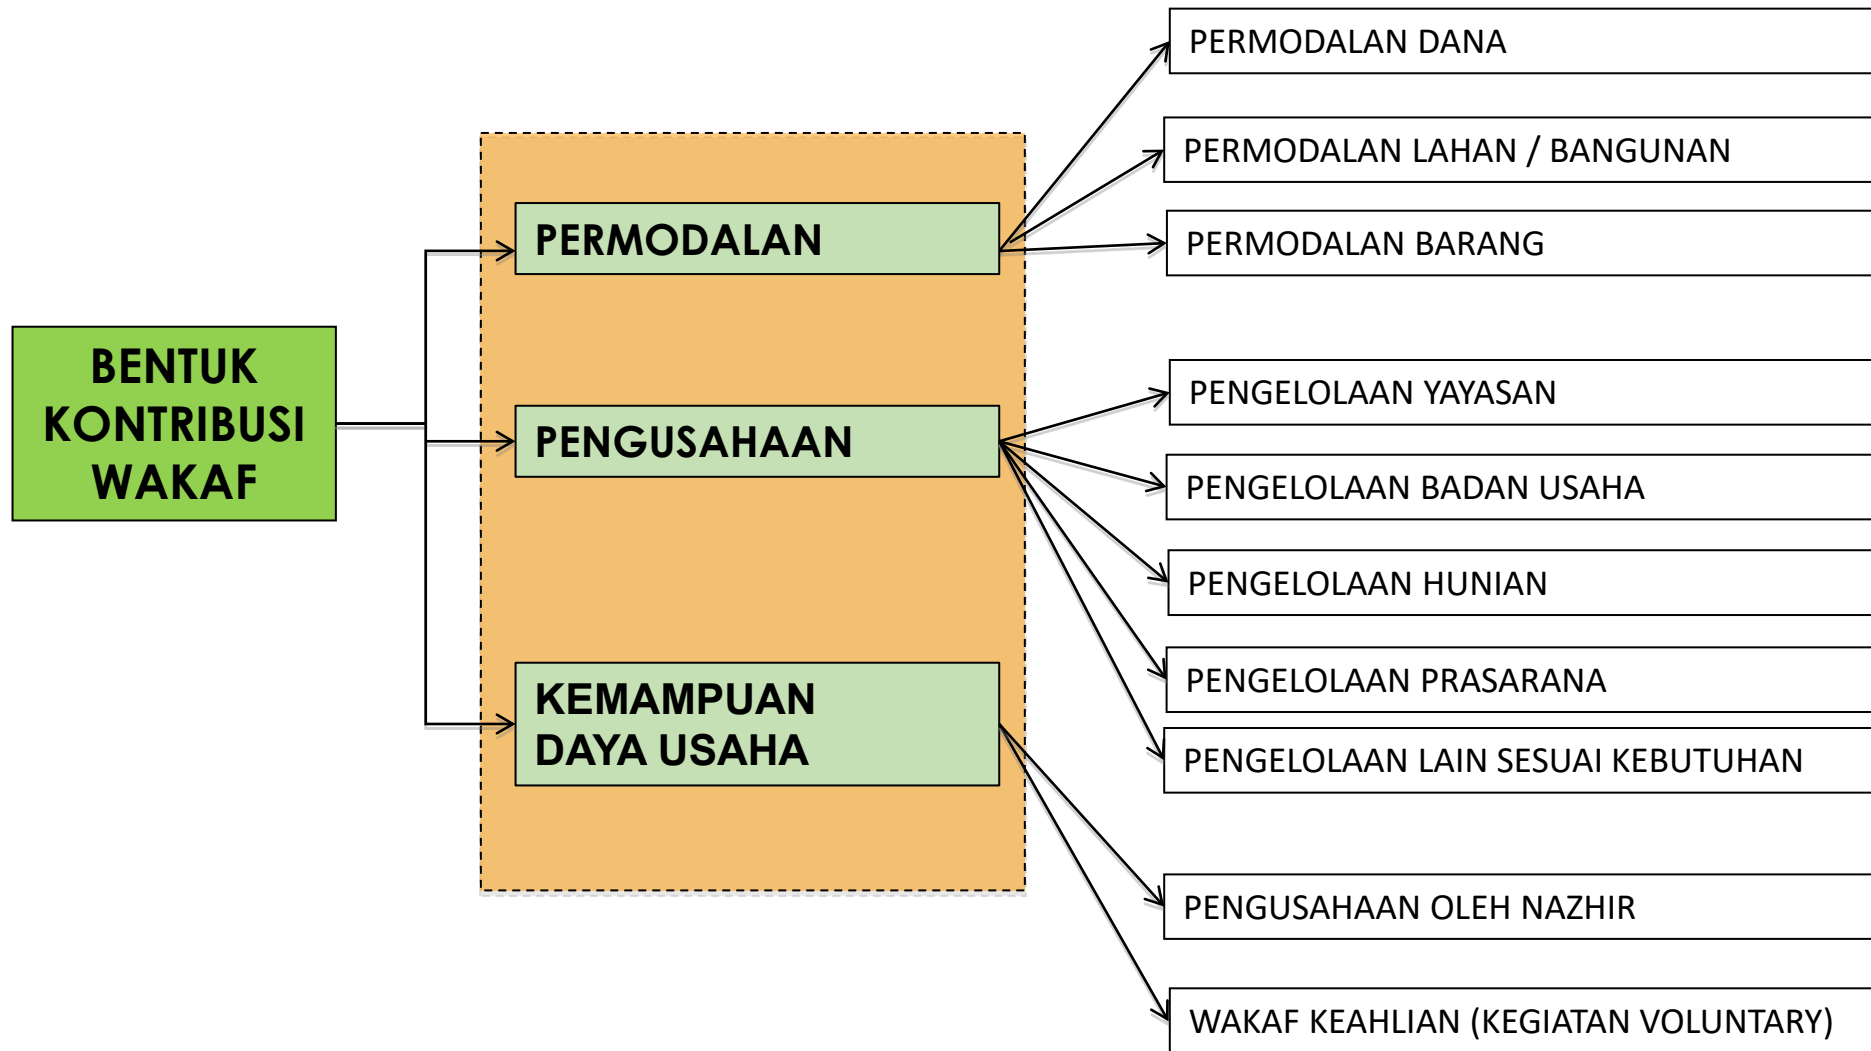 BENTUK
KONTRIBUSI
WAKAF
PERMODALAN
PENGUSAHAAN
KEMAMPUAN
DAYA USAHA
PERMODALAN DANA
PERMODALAN LAHAN / BANGUNAN
PERMODALAN BARANG
PENGELOLAAN YAYASAN
PENGELOLAAN BADAN USAHA
PENGELOLAAN HUNIAN
PENGELOLAAN PRASARANA
PENGELOLAAN LAIN SESUAI KEBUTUHAN
PENGUSAHAAN OLEH NAZHIR
WAKAF KEAHLIAN (KEGIATAN VOLUNTARY)